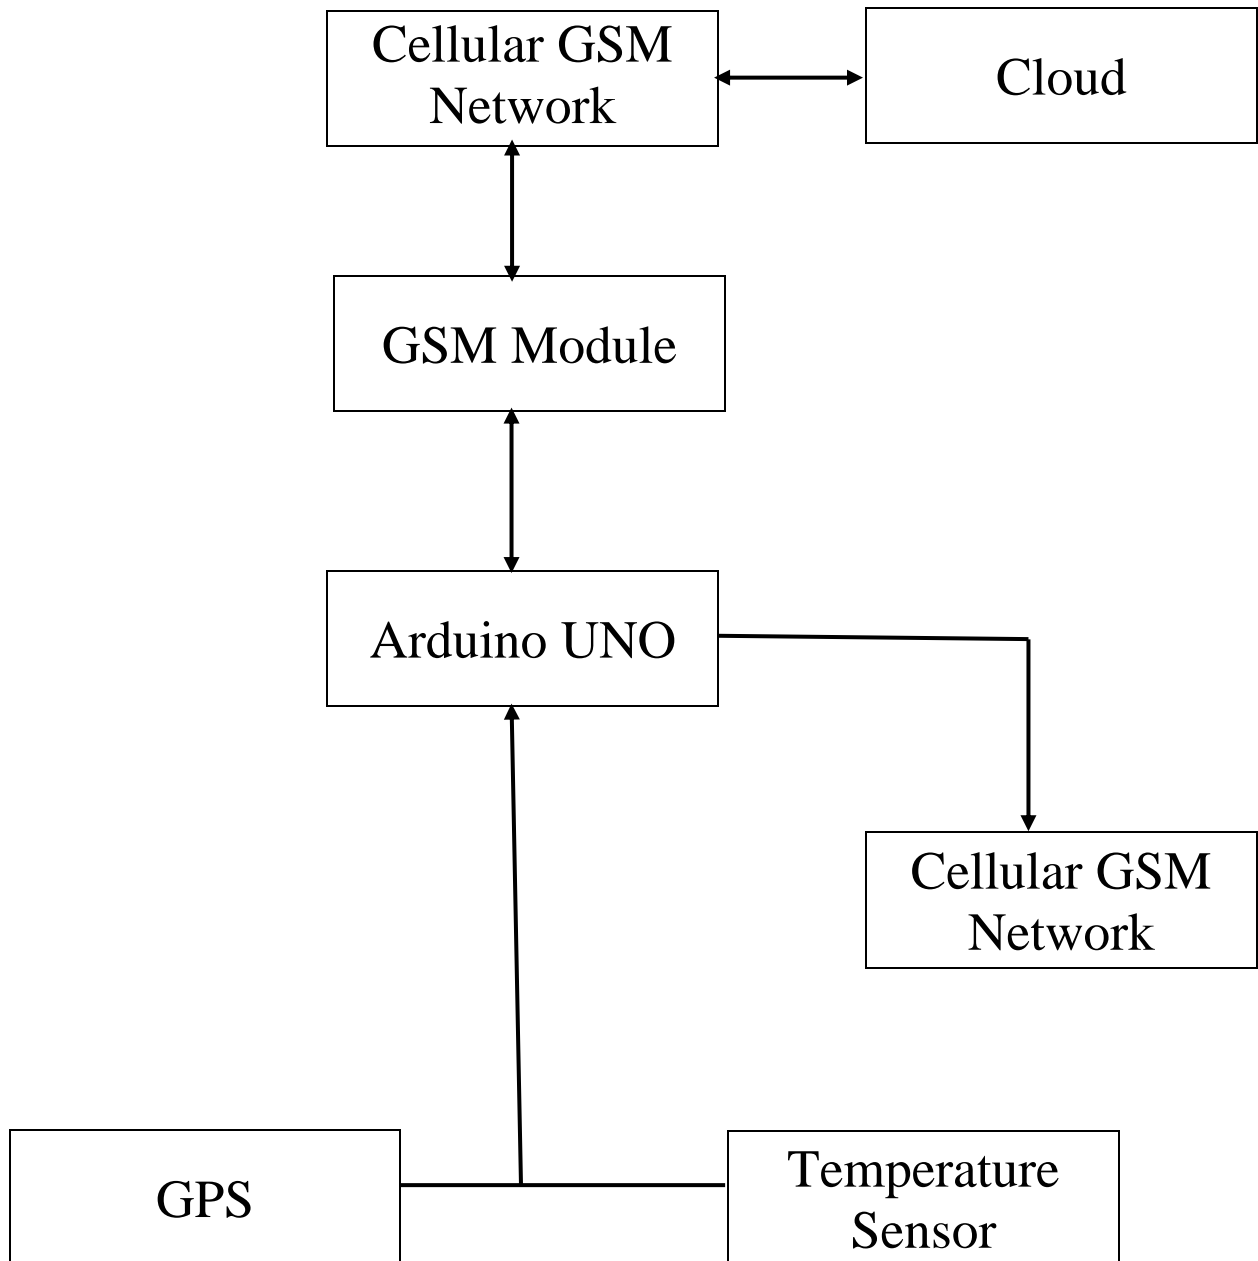 Cellular GSM
Network
Cloud
GSM Module
Arduino UNO
Cellular GSM
Network
GPS
Temperature
Sensor